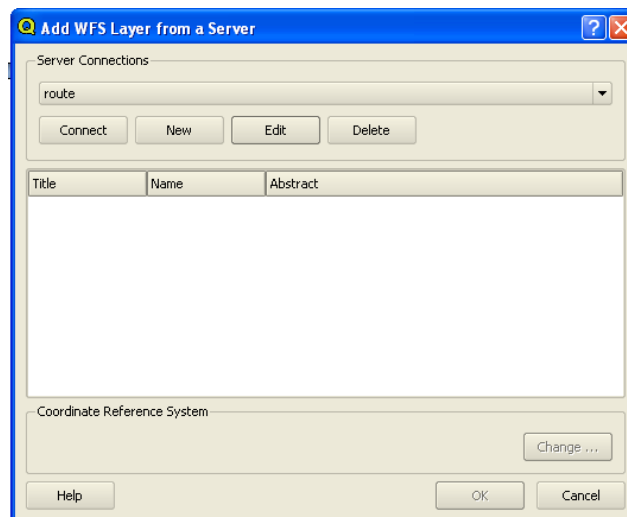 Add WFS Layer from a Server
Server Connections
route
Connect New Edit Delete
Title Name Abstract
Coordinate Reference System
Change ...
Help OK Cancel